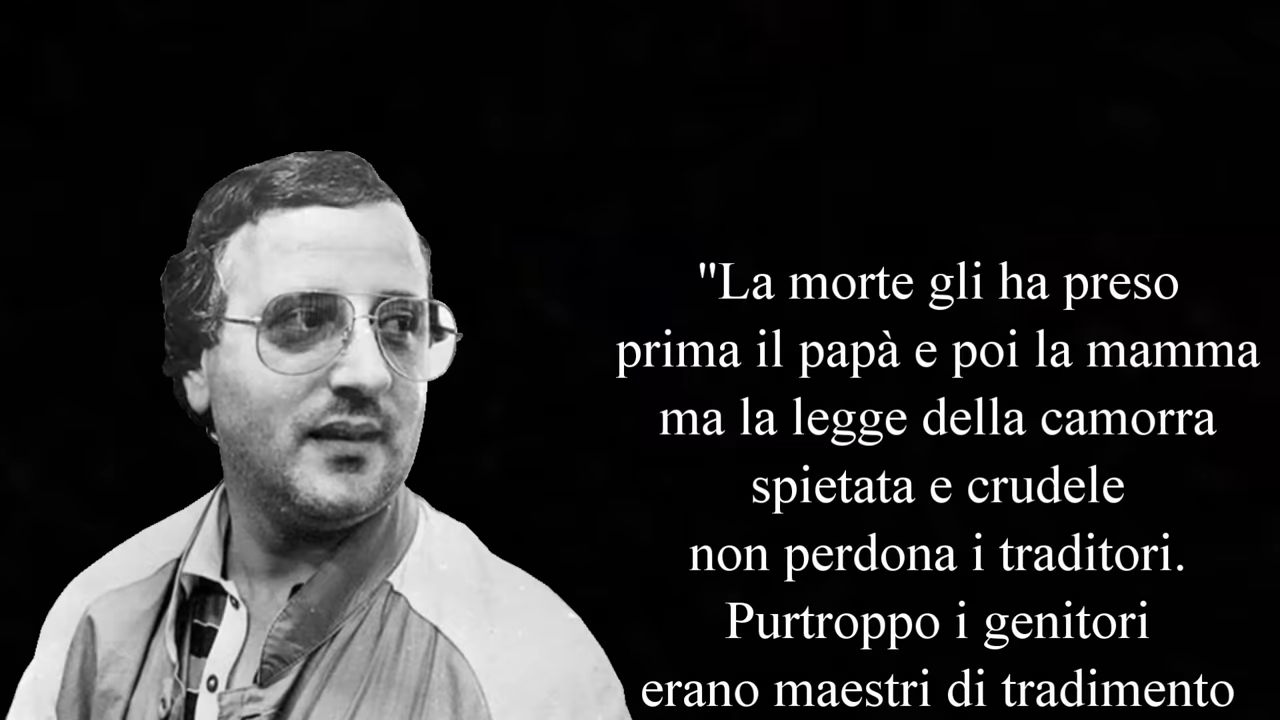 "La morte gli ha preso
prima il papà e poi la mamma
ma la legge della camorra
spietata e crudele
non perdona i traditori.
Purtroppo i genitori
erano maestri di tradimento